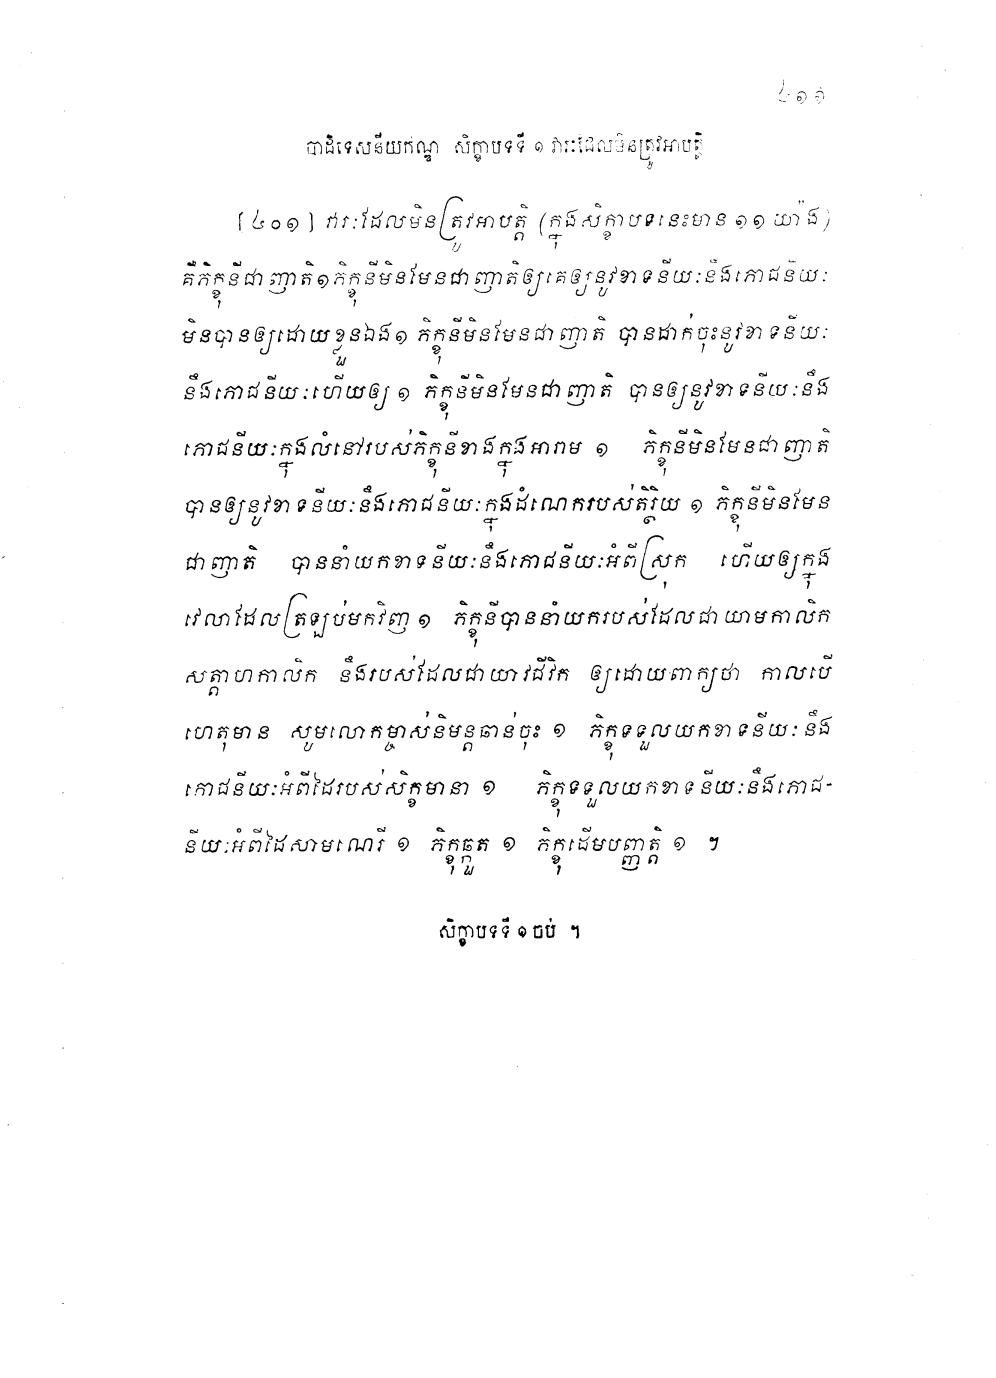 ៤១១
បាដិទេសនីយកណ្ឌ សិក្ខាបទទី ១ វារៈដែលមិនត្រូវអាបត្តិ
[៤០១] វារៈដែលមិនត្រូវអាបត្តិ (ក្នុងសិក្ខាបទនេះមាន ១១ យ៉ាង)
គឺភិក្ខុនីជាញាតិ១ភិក្ខុនីមិនមែនជាញាតិឲ្យគេឲ្យនូវខាទនីយៈនឹងភោជនីយៈ
មិនបានឲ្យដោយខ្លួនឯង១ ភិក្ខុនីមិនមែនជាញាតិ បានដាក់ចុះនូវខាទនីយៈ
នឹងភោជនីយៈហើយឲ្យ ១ ភិក្ខុនីមិនមែនជាញាតិ បានឲ្យនូវខាទនីយៈនឹង
ភោជនីយៈក្នុងលំនៅរបស់ភិក្ខុនីខាងក្នុងអារាម ១ ភិក្ខុនីមិនមែនជាញាតិ
បានឲ្យនូវខាទនីយៈនឹងភោជនីយៈក្នុងដំណេករបស់តិរ្ថិយ ១ ភិក្ខុនីមិនមែន
ជាញាតិ បាននាំយកខាទនីយៈនឹងភោជនីយៈអំពីស្រុក ហើយឲ្យក្នុង
វេលាដែលត្រឡប់មកវិញ ១ ភិក្ខុនីបាននាំយករបស់ដែលជាយាមកាលិក
សត្តាហកាលិក នឹងរបស់ដែលជាយាវជីវិក ឲ្យដោយពាក្យថា កាលបើ
ហេតុមាន សូមលោកម្ចាស់និមន្តឆាន់ចុះ ១ ភិក្ខុទទួលយកខាទនីយៈនឹង
ភោជនីយៈអំពីដៃរបស់សិក្ខមានា ១ ភិក្ខុទទួលយកខាទនីយៈនឹងភោជ-
នីយៈអំពីដៃសាមណេរី ១ ភិក្ខុឆ្កួត ១ ភិក្ខុដើមបញ្ញត្តិ ១ ។
សិក្ខាបទទី ១ ចប់ ។